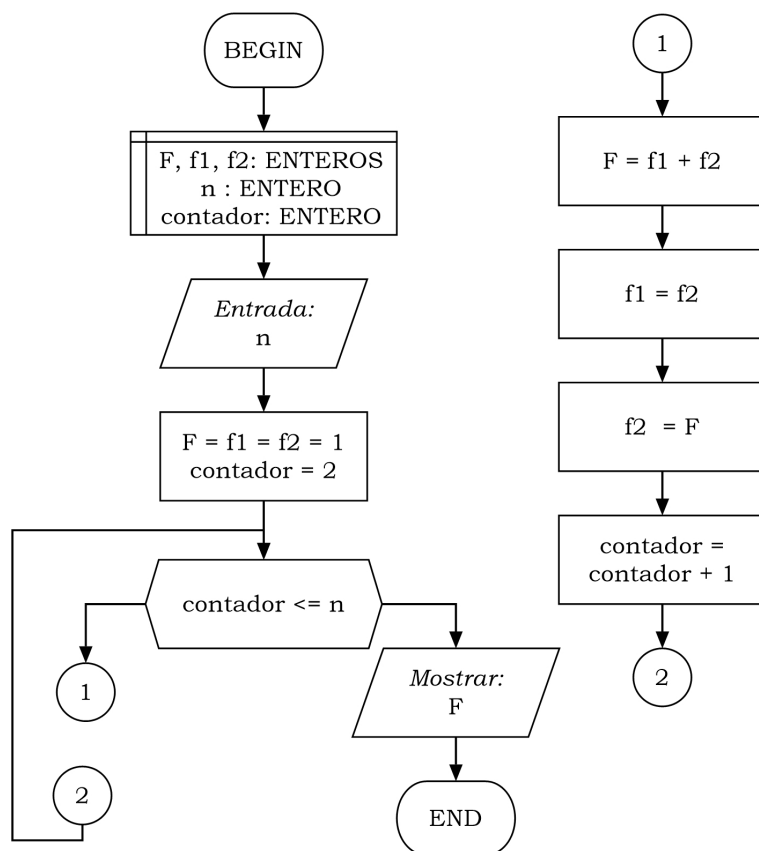 BEGIN
F, f1, f2: ENTEROS
n : ENTERO
contador: ENTERO
Entrada:
n
F = f1 = f2 = 1
contador = 2
contador <= n
1
Mostrar:
F
2
END
1
F = f1 + f2
f1 = f2
f2 = F
contador =
contador + 1
2